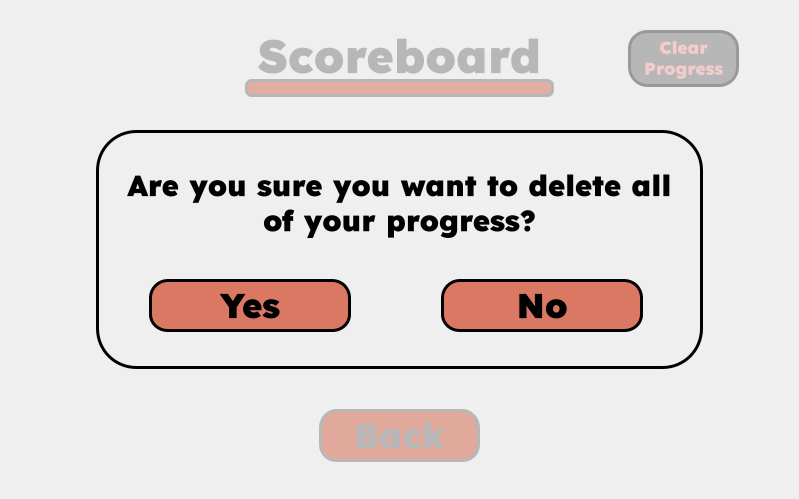 Scoreboard
Clear
Progress
Are you sure you want to delete all
of your progress?
Yes
No
Back